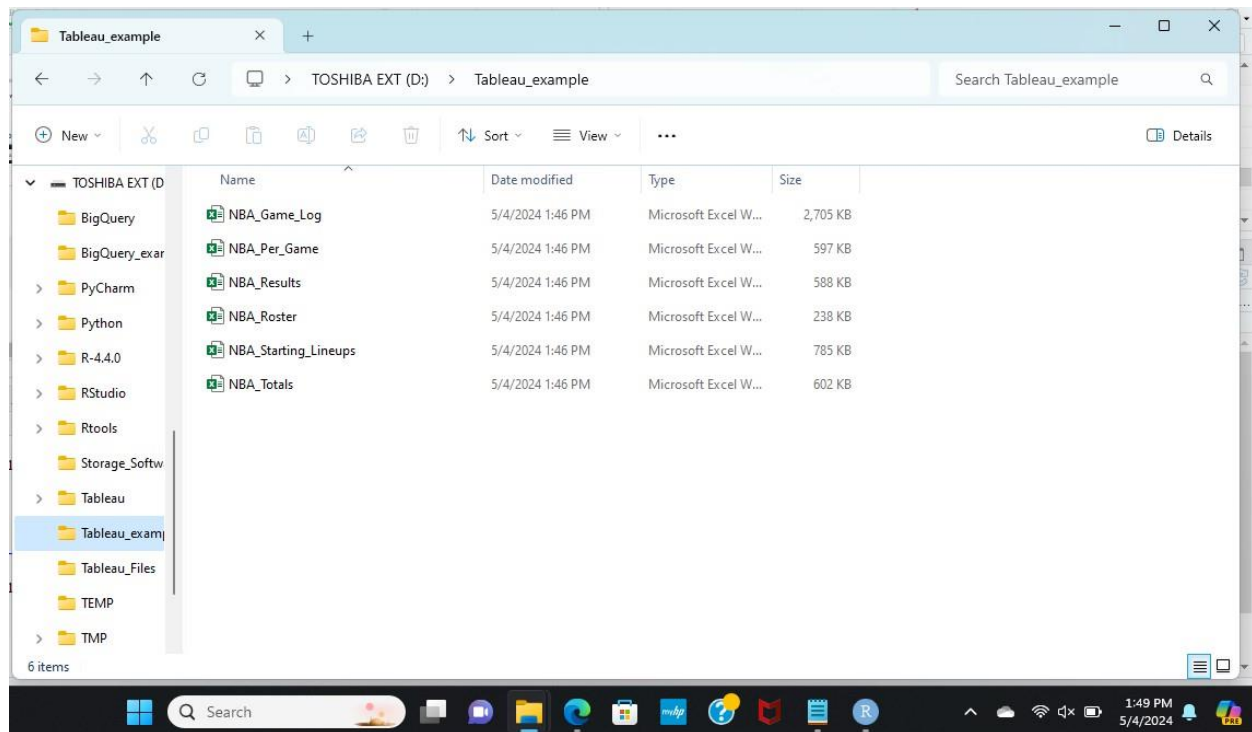 Tableau_example
TOSHIBA EXT (D:) > Tableau_example
Search Tableau_example
New
Sort
View
Details
TOSHIBA EXT (D
Name Date modified Type Size
BigQuery
NBA_Game_Log 5/4/2024 1:46 PM Microsoft Excel W... 2,705 KB
BigQuery_exar
NBA_Per_Game 5/4/2024 1:46 PM Microsoft Excel W... 597 KB
PyCharm
NBA_Results 5/4/2024 1:46 PM Microsoft Excel W... 588 KB
Python
NBA_Roster 5/4/2024 1:46 PM Microsoft Excel W... 238 KB
R-4.4.0
NBA_Starting_Lineups 5/4/2024 1:46 PM Microsoft Excel W... 785 KB
RStudio
NBA_Totals 5/4/2024 1:46 PM Microsoft Excel W... 602 KB
Rtools
Storage_Softw
Tableau
Tableau_examp
Tableau_Files
TEMP
TMP
6 items
Search
myhp
R
1:49 PM
5/4/2024
PRE